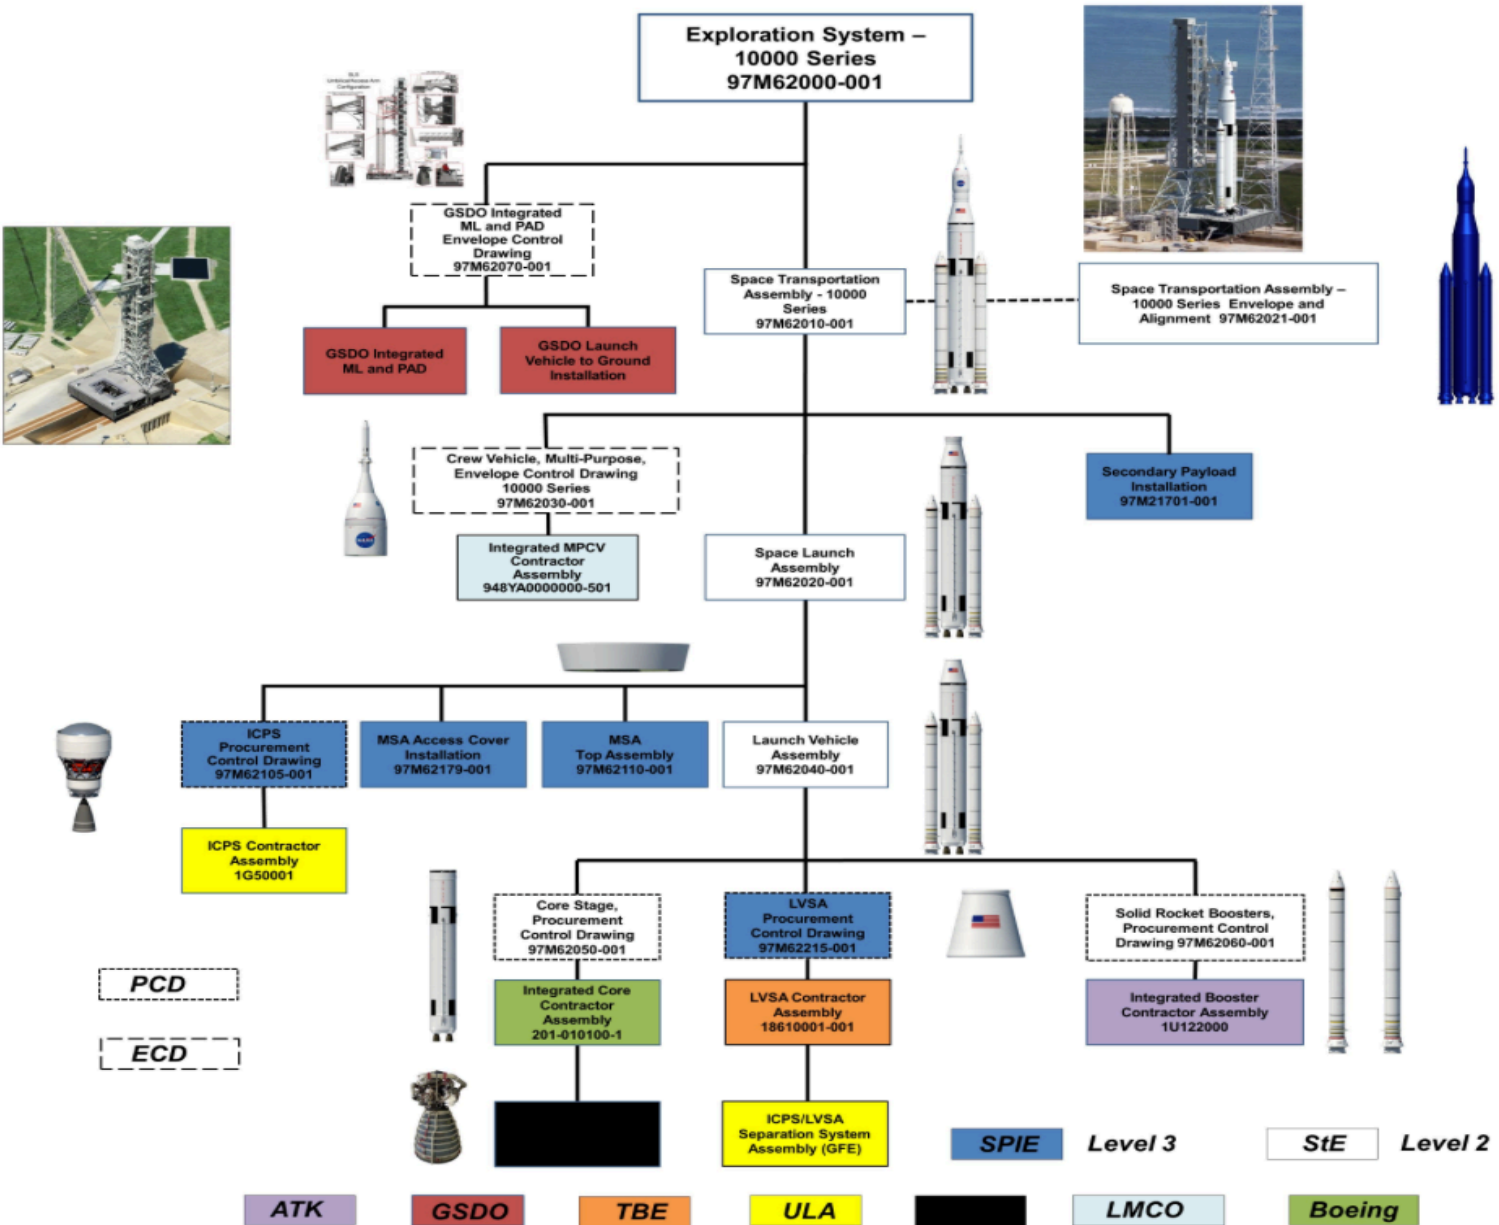 Exploration System –
10000 Series
97M62000-001
SLS
Umbilical/Access Arm
Configuration
GSDO Integrated
ML and PAD
Envelope Control
Drawing
97M62070-001
Space Transportation
Assembly - 10000
Series
97M62010-001
Space Transportation Assembly –
10000 Series Envelope and
Alignment 97M62021-001
GSDO Integrated
ML and PAD
GSDO Launch
Vehicle to Ground
Installation
Crew Vehicle, Multi-Purpose,
Envelope Control Drawing
10000 Series
97M62030-001
Secondary Payload
Installation
97M21701-001
Integrated MPCV
Contractor
Assembly
948YA0000000-501
Space Launch
Assembly
97M62020-001
ICPS
Procurement
Control Drawing
97M62105-001
MSA Access Cover
Installation
97M62179-001
MSA
Top Assembly
97M62110-001
Launch Vehicle
Assembly
97M62040-001
ICPS Contractor
Assembly
1G50001
Core Stage,
Procurement
Control Drawing
97M62050-001
LVSA
Procurement
Control Drawing
97M62215-001
Solid Rocket Boosters,
Procurement Control
Drawing 97M62060-001
PCD
Integrated Core
Contractor
Assembly
201-010100-1
LVSA Contractor
Assembly
18610001-001
Integrated Booster
Contractor Assembly
1U122000
ECD
ICPS/LVSA
Separation System
Assembly (GFE)
SPIE Level 3 StE Level 2
ATK GSDO TBE ULA LMCO Boeing